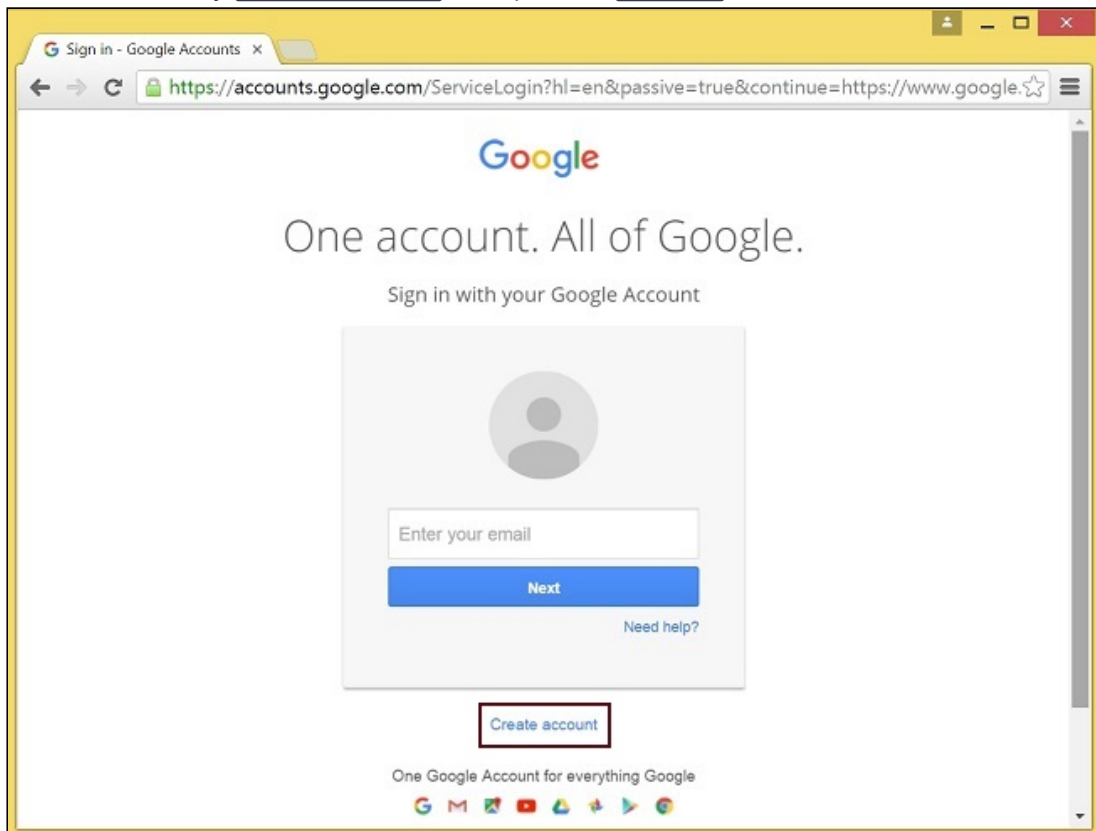 Sign in - Google Accounts
https://accounts.google.com/ServiceLogin?hl=en&passive=true&continue=https://www.google.
Google
One account. All of Google.
Sign in with your Google Account
Enter your email
Next
Need help?
Create account
One Google Account for everything Google